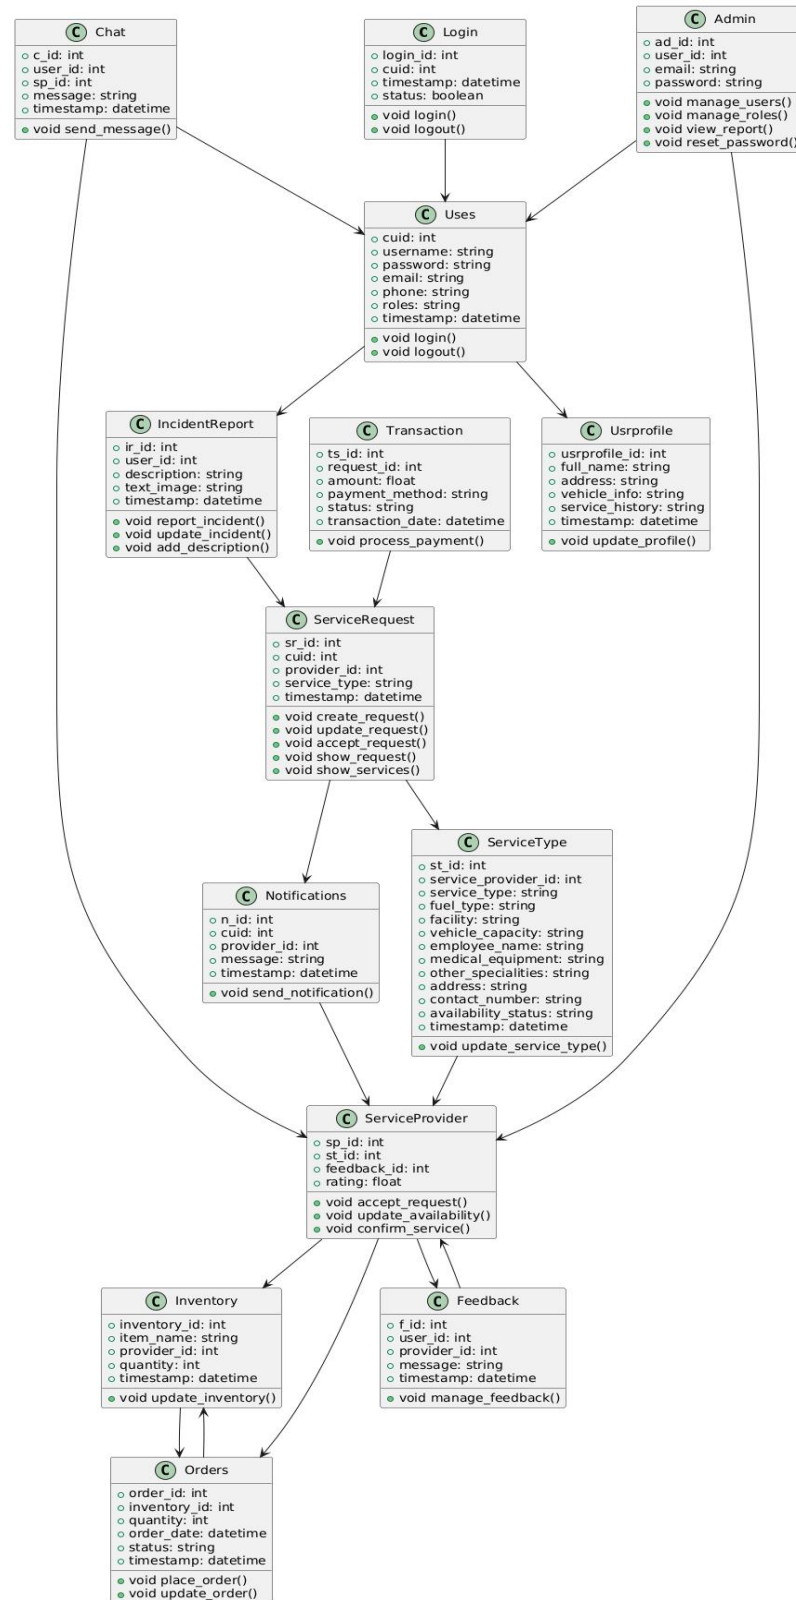 C Chat
c_id: int
user_id: int
sp_id: int
message: string
timestamp: datetime
void send_message()
C Login
login_id: int
cuid: int
timestamp: datetime
status: boolean
void login()
void logout()
C Admin
ad_id: int
user_id: int
email: string
password: string
void manage_users()
void manage_roles()
void view_report()
void reset_password()
C Uses
cuid: int
username: string
password: string
email: string
phone: string
roles: string
timestamp: datetime
void login()
void logout()
C IncidentReport
ir_id: int
user_id: int
description: string
text_image: string
timestamp: datetime
void report_incident()
void update_incident()
void add_description()
C Transaction
ts_id: int
request_id: int
amount: float
payment_method: string
status: string
transaction_date: datetime
void process_payment()
C Usrprofile
usrprofile_id: int
full_name: string
address: string
vehicle_info: string
service_history: string
timestamp: datetime
void update_profile()
C ServiceRequest
sr_id: int
cuid: int
provider_id: int
service_type: string
timestamp: datetime
void create_request()
void update_request()
void accept_request()
void show_request()
void show_services()
C Notifications
n_id: int
cuid: int
provider_id: int
message: string
timestamp: datetime
void send_notification()
C ServiceType
st_id: int
service_provider_id: int
service_type: string
fuel_type: string
facility: string
vehicle_capacity: string
employee_name: string
medical_equipment: string
other_specialities: string
address: string
contact_number: string
availability_status: string
timestamp: datetime
void update_service_type()
C ServiceProvider
sp_id: int
st_id: int
feedback_id: int
rating: float
void accept_request()
void update_availability()
void confirm_service()
C Inventory
inventory_id: int
item_name: string
provider_id: int
quantity: int
timestamp: datetime
void update_inventory()
C Feedback
f_id: int
user_id: int
provider_id: int
message: string
timestamp: datetime
void manage_feedback()
C Orders
order_id: int
inventory_id: int
quantity: int
order_date: datetime
status: string
timestamp: datetime
void place_order()
void update_order()